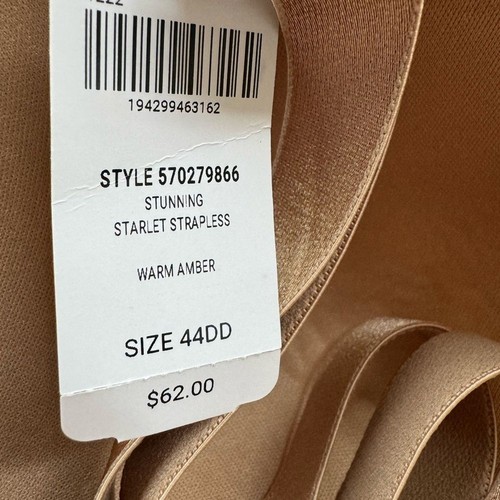 194299463162
STYLE 570279866
STUNNING
STARLET STRAPLESS
WARM AMBER
SIZE 44DD
$62.00